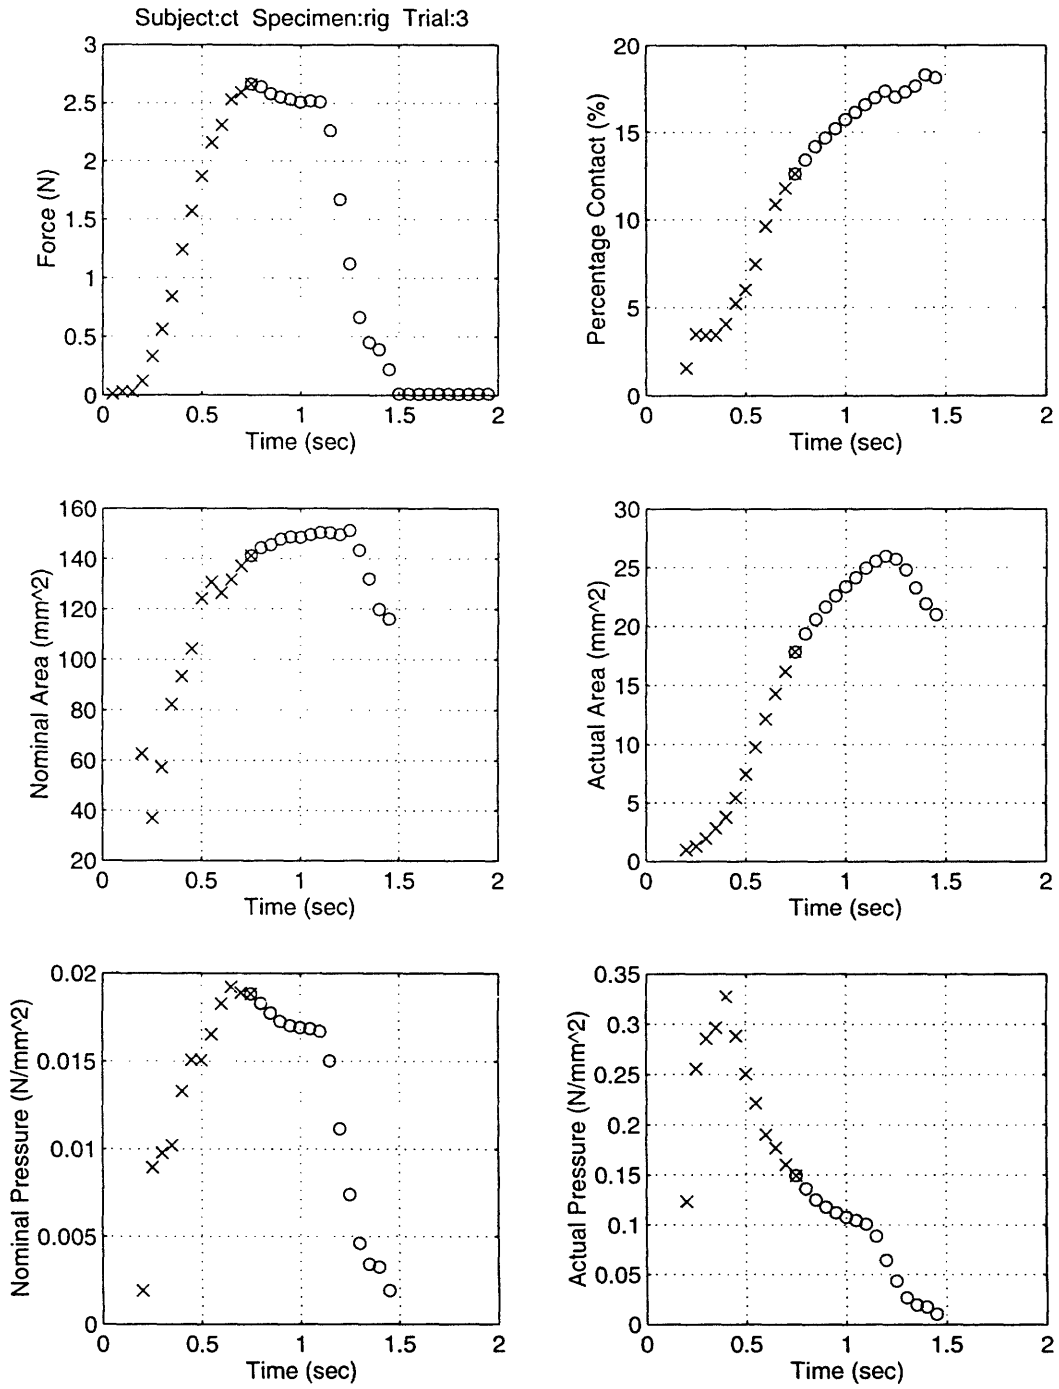 Subject:ct Specimen:rig Trial:3
3
2.5
2
1.5
1
0.5
0
Force (N)
0 0.5 1 1.5 2
Time (sec)
20
15
10
5
0
Percentage Contact (%)
0 0.5 1 1.5 2
Time (sec)
160
140
120
100
80
60
40
20
Nominal Area (mm^2)
0 0.5 1 1.5 2
Time (sec)
30
25
20
15
10
5
0
Actual Area (mm^2)
0 0.5 1 1.5 2
Time (sec)
0.02
0.015
0.01
0.005
0
Nominal Pressure (N/mm^2)
0 0.5 1 1.5 2
Time (sec)
0.35
0.3
0.25
0.2
0.15
0.1
0.05
0
Actual Pressure (N/mm^2)
0 0.5 1 1.5 2
Time (sec)